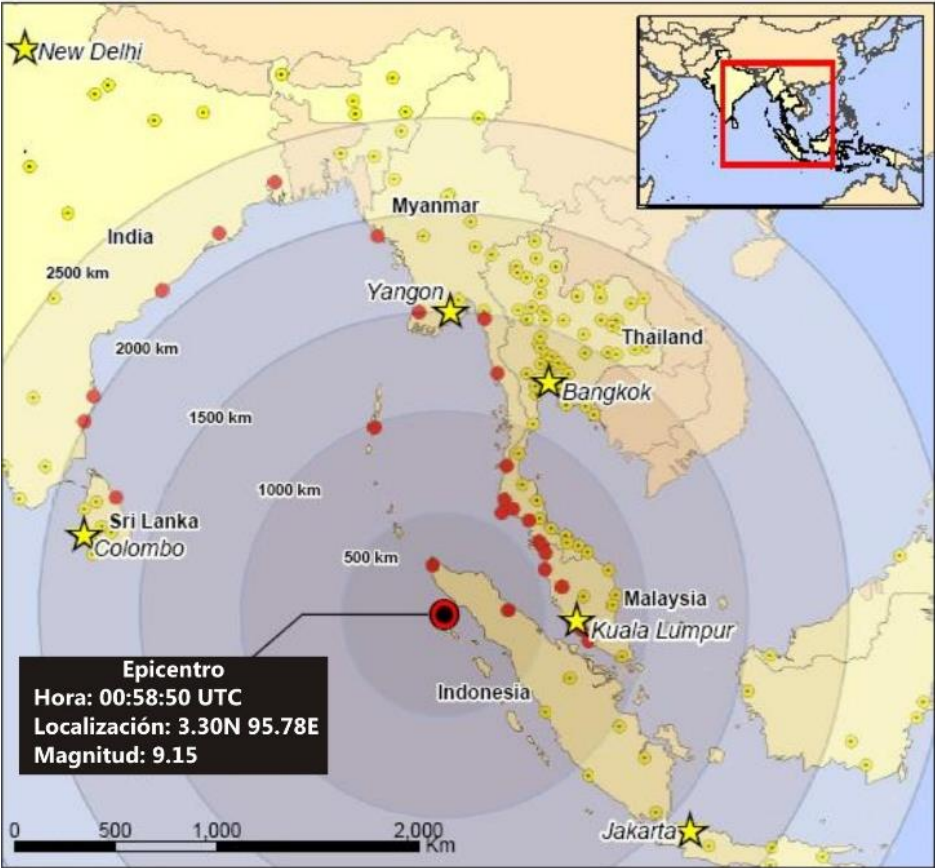 New Delhi
Myanmar
India
2500 km
Yangon
Thailand
2000 km
Bangkok
1500 km
1000 km
Sri Lanka
Colombo
500 km
Malaysia
Kuala Lumpur
Epicentro
Hora: 00:58:50 UTC
Localización: 3.30N 95.78E
Magnitud: 9.15
Indonesia
0 500 1,000 2,000
Km
Jakarta